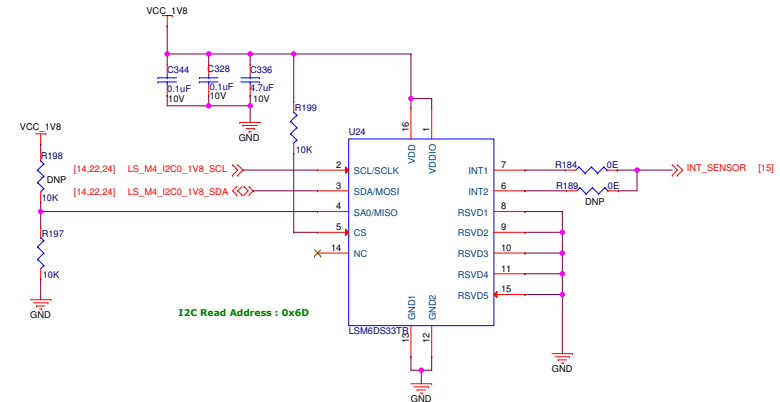 VCC_1V8
C344
0.1uF
10V
C328
0.1uF
10V
C336
4.7uF
10V
GND
R199
10K
VCC_1V8
R198
DNP
10K
R197
10K
GND
[14,22,24] LS_M4_I2C0_1V8_SCL
[14,22,24] LS_M4_I2C0_1V8_SDA
U24
16 VDD
1 VDDIO
2 SCL/SCLK
3 SDA/MOSI
4 SA0/MISO
5 CS
14 NC
INT1 7
INT2 6
RSVD1 8
RSVD2 9
RSVD3 10
RSVD4 11
RSVD5 15
R184 0E
R189 0E
DNP
INT_SENSOR [15]
GND1 13
GND2 12
LSM6DS33TR
I2C Read Address : 0x6D
GND
GND